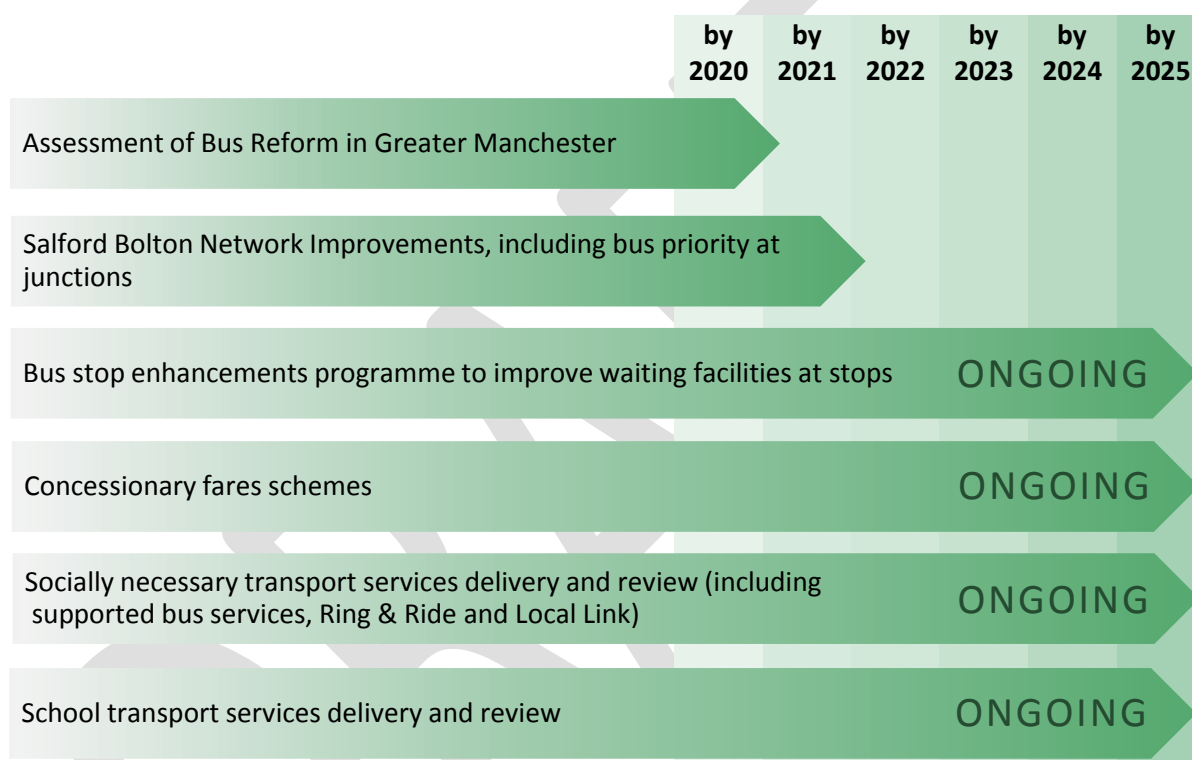 by by by by by by
2020 2021 2022 2023 2024 2025
Assessment of Bus Reform in Greater Manchester
Salford Bolton Network Improvements, including bus priority at
junctions
Bus stop enhancements programme to improve waiting facilities at stops ONGOING
Concessionary fares schemes ONGOING
Socially necessary transport services delivery and review (including
supported bus services, Ring & Ride and Local Link) ONGOING
School transport services delivery and review ONGOING